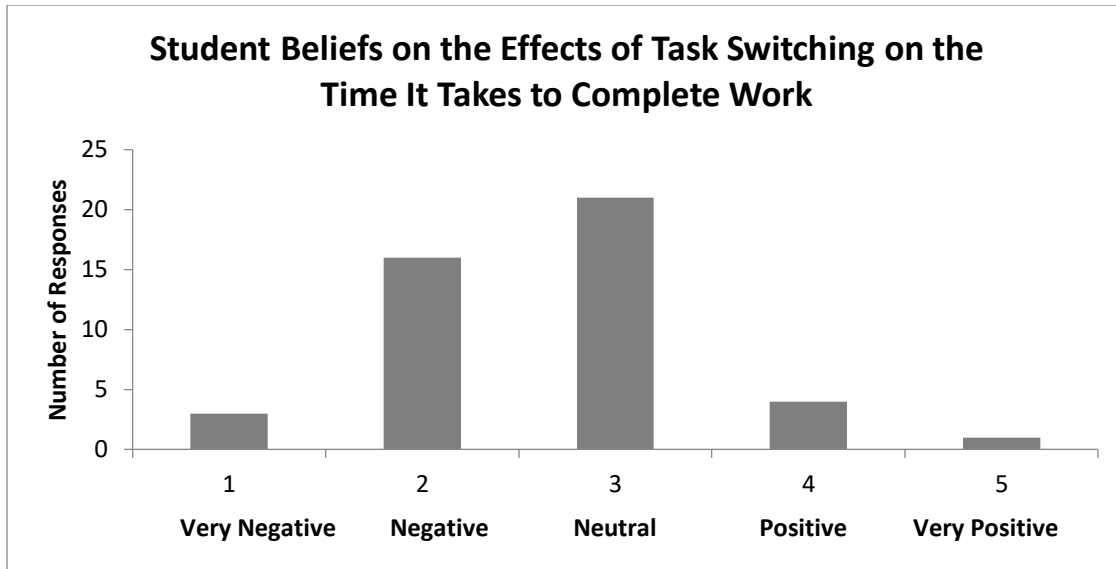 Student Beliefs on the Effects of Task Switching on the
Time It Takes to Complete Work
Number of Responses
25
20
15
10
5
0
1 2 3 4 5
Very Negative Negative Neutral Positive Very Positive